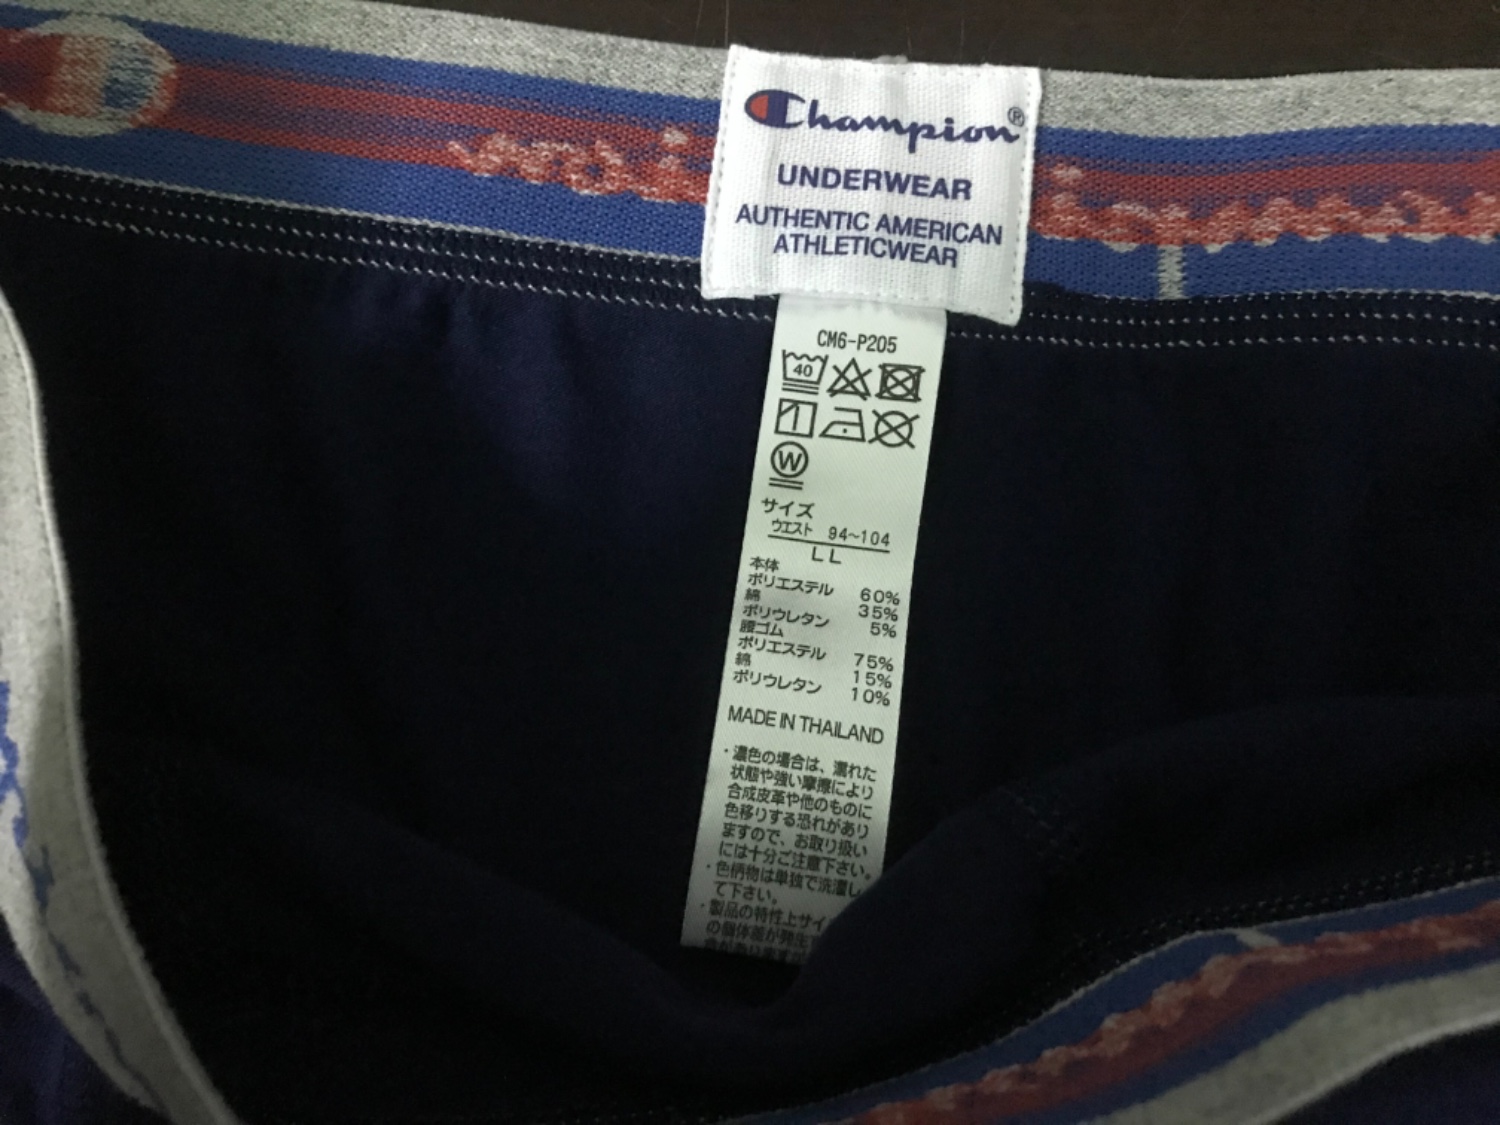 Champion®
UNDERWEAR
AUTHENTIC AMERICAN
ATHLETICWEAR
CM6-P205
40
W
サイズ
ウエスト 94~104
LL
本体
ポリエステル 60%
綿 35%
ポリウレタン 5%
腰ゴム
ポリエステル 75%
綿 15%
ポリウレタン 10%
MADE IN THAILAND
・濃色の場合は、濡れた
状態や強い摩擦により
合成皮革や他のものに
色移りする恐れがあり
ますので、お取り扱い
には十分ご注意下さい。
・色柄物は単独で洗濯し
て下さい。
・製品の特性上サイ
の個体差が発生